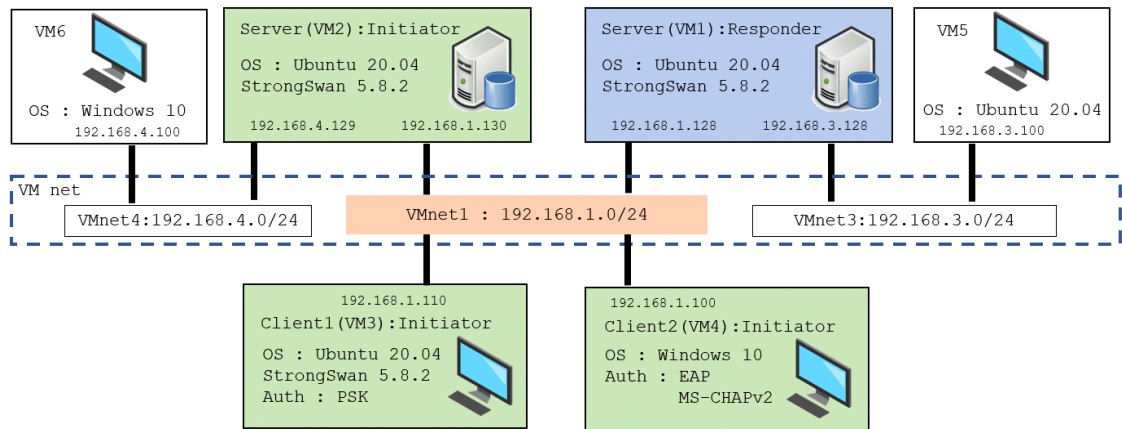 VM6
OS : Windows 10
192.168.4.100
Server(VM2):Initiator
OS : Ubuntu 20.04
StrongSwan 5.8.2
192.168.4.129 192.168.1.130
Server(VM1):Responder
OS : Ubuntu 20.04
StrongSwan 5.8.2
192.168.1.128 192.168.3.128
VM5
OS : Ubuntu 20.04
192.168.3.100
VM net
VMnet4:192.168.4.0/24
VMnet1 : 192.168.1.0/24
VMnet3:192.168.3.0/24
192.168.1.110
Client1(VM3):Initiator
OS : Ubuntu 20.04
StrongSwan 5.8.2
Auth : PSK
192.168.1.100
Client2(VM4):Initiator
OS : Windows 10
Auth : EAP
MS-CHAPv2